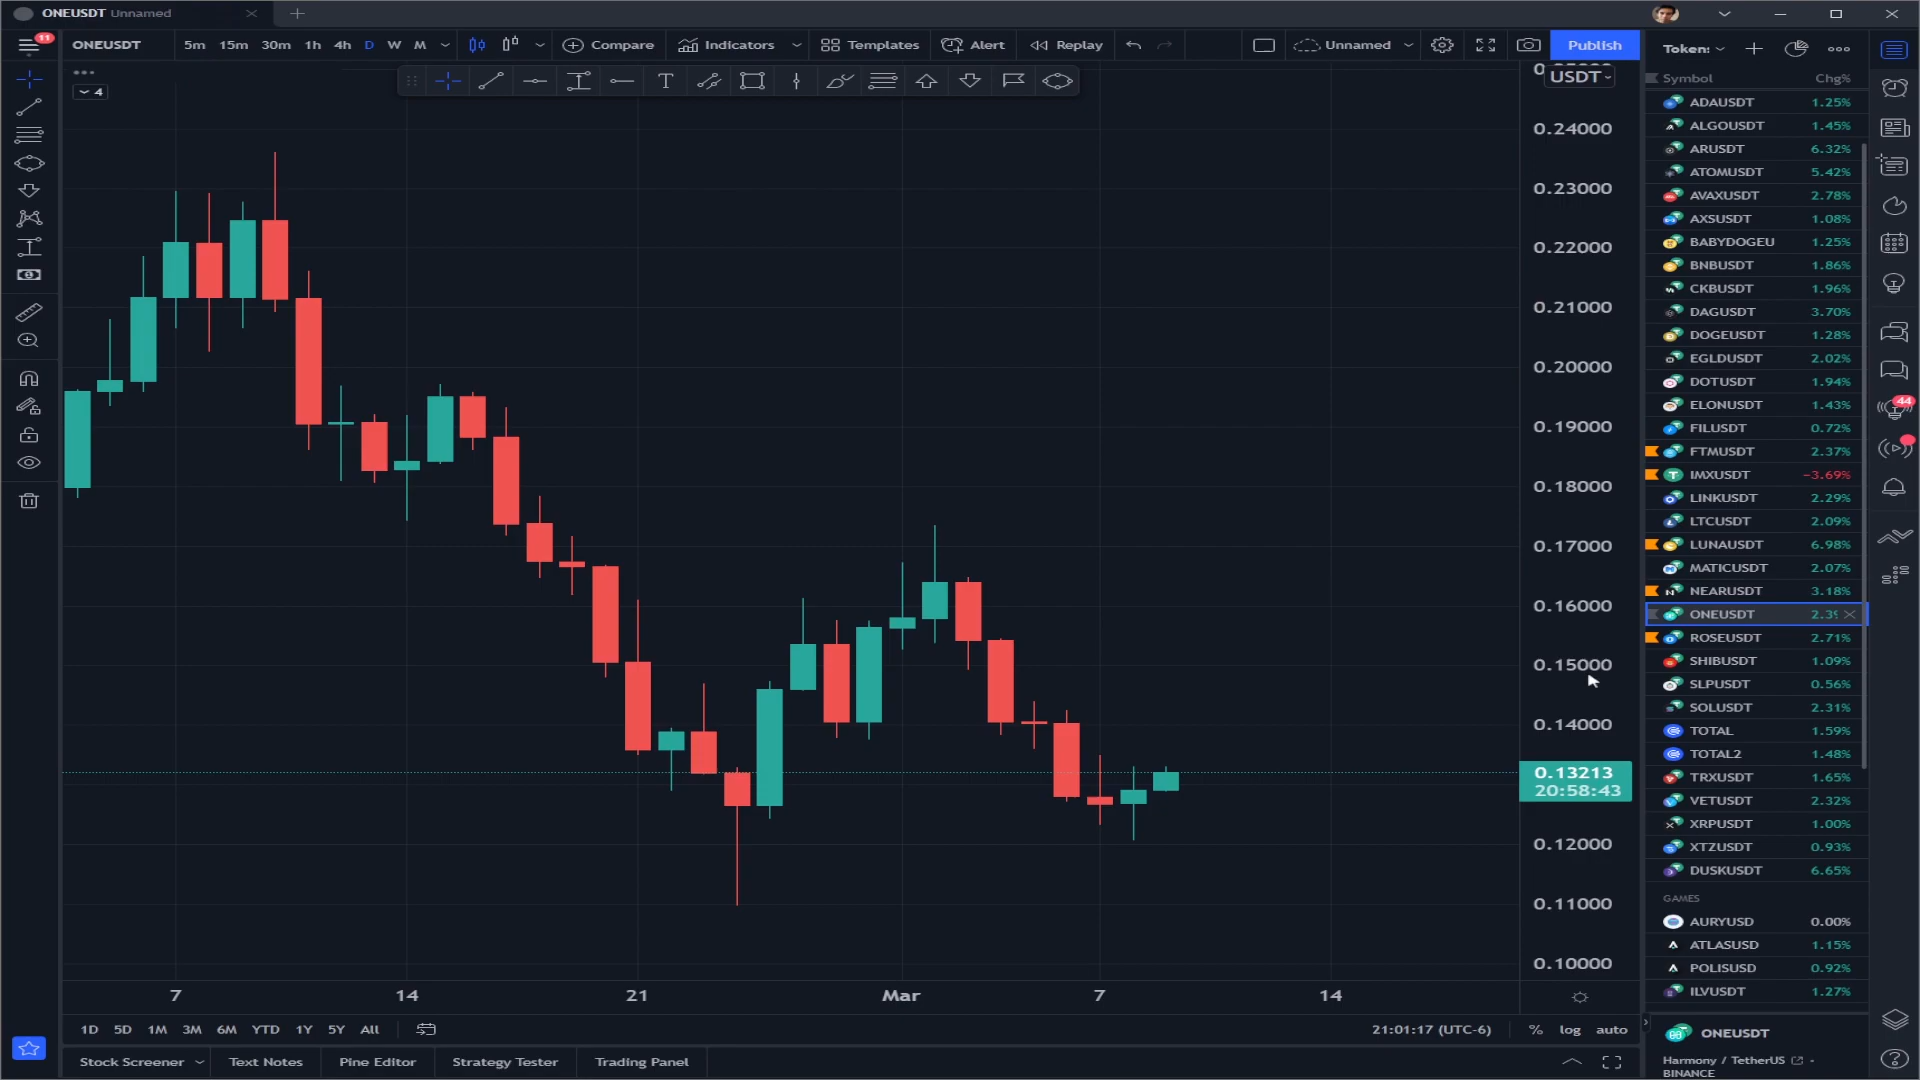 ONEUSDT Unnamed
11
ONEUSDT 5m 15m 30m 1h 4h D W M Compare Indicators Templates Alert Replay Unnamed Publish
Token:
4
USDT
Symbol Chg%
ADAUSDT 1.25%
ALGOUSDT 1.45%
ARUSDT 6.32%
ATOMUSDT 5.42%
AVAXUSDT 2.78%
AXSUSDT 1.08%
BABYDOGEU 1.25%
BNBUSDT 1.86%
CKBUSDT 1.96%
DAGUSDT 3.70%
DOGEUSDT 1.28%
EGLDUSDT 2.02%
DOTUSDT 1.94%
ELONUSDT 1.43%
FILUSDT 0.72%
FTMUSDT 2.37%
IMXUSDT −3.69%
LINKUSDT 2.29%
LTCUSDT 2.09%
LUNAUSDT 6.98%
MATICUSDT 2.07%
NEARUSDT 3.18%
ONEUSDT 2.39
ROSEUSDT 2.71%
SHIBUSDT 1.09%
SLPUSDT 0.56%
SOLUSDT 2.31%
TOTAL 1.59%
TOTAL2 1.48%
TRXUSDT 1.65%
VETUSDT 2.32%
XRPUSDT 1.00%
XTZUSDT 0.93%
DUSKUSDT 6.65%
GAMES
AURYUSD 0.00%
ATLASUSD 1.15%
POLISUSD 0.92%
ILVUSDT 1.27%
44
0.24000
0.23000
0.22000
0.21000
0.20000
0.19000
0.18000
0.17000
0.16000
0.15000
0.14000
0.13213
20:58:43
0.12000
0.11000
0.10000
7 14 21 Mar 7 14
1D 5D 1M 3M 6M YTD 1Y 5Y All 21:01:17 (UTC-6) % log auto
Stock Screener Text Notes Pine Editor Strategy Tester Trading Panel
ONEUSDT
Harmony / TetherUS
BINANCE